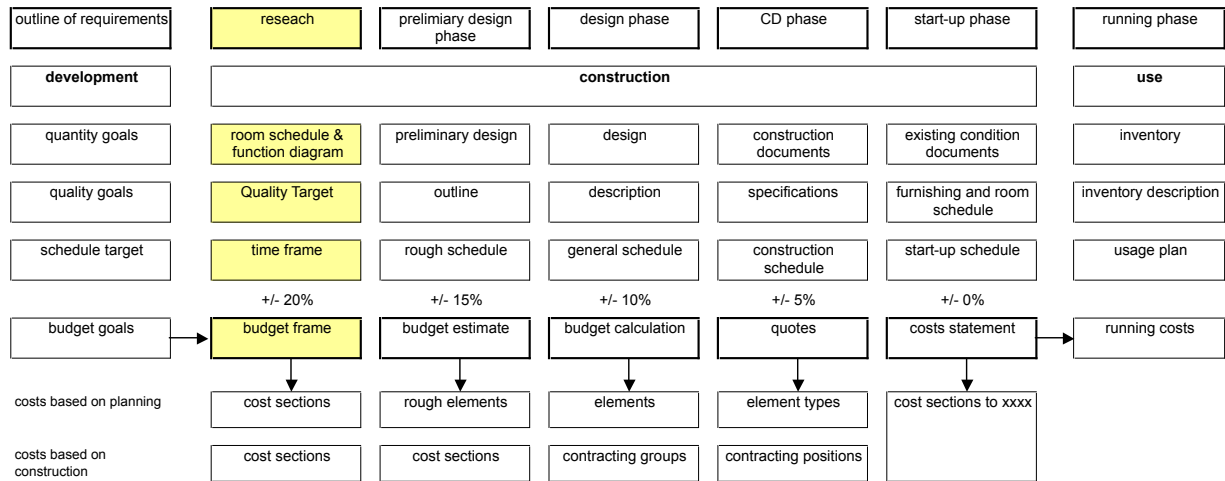 outline of requirements
reseach
prelimiary design
phase
design phase
CD phase
start-up phase
running phase
development
construction
use
quantity goals
room schedule &
function diagram
preliminary design
design
construction
documents
existing condition
documents
inventory
quality goals
Quality Target
outline
description
specifications
furnishing and room
schedule
inventory description
schedule target
time frame
rough schedule
general schedule
construction
schedule
start-up schedule
usage plan
+/- 20%
+/- 15%
+/- 10%
+/- 5%
+/- 0%
budget goals
budget frame
budget estimate
budget calculation
quotes
costs statement
running costs
costs based on planning
cost sections
rough elements
elements
element types
cost sections to xxxx
costs based on
construction
cost sections
cost sections
contracting groups
contracting positions